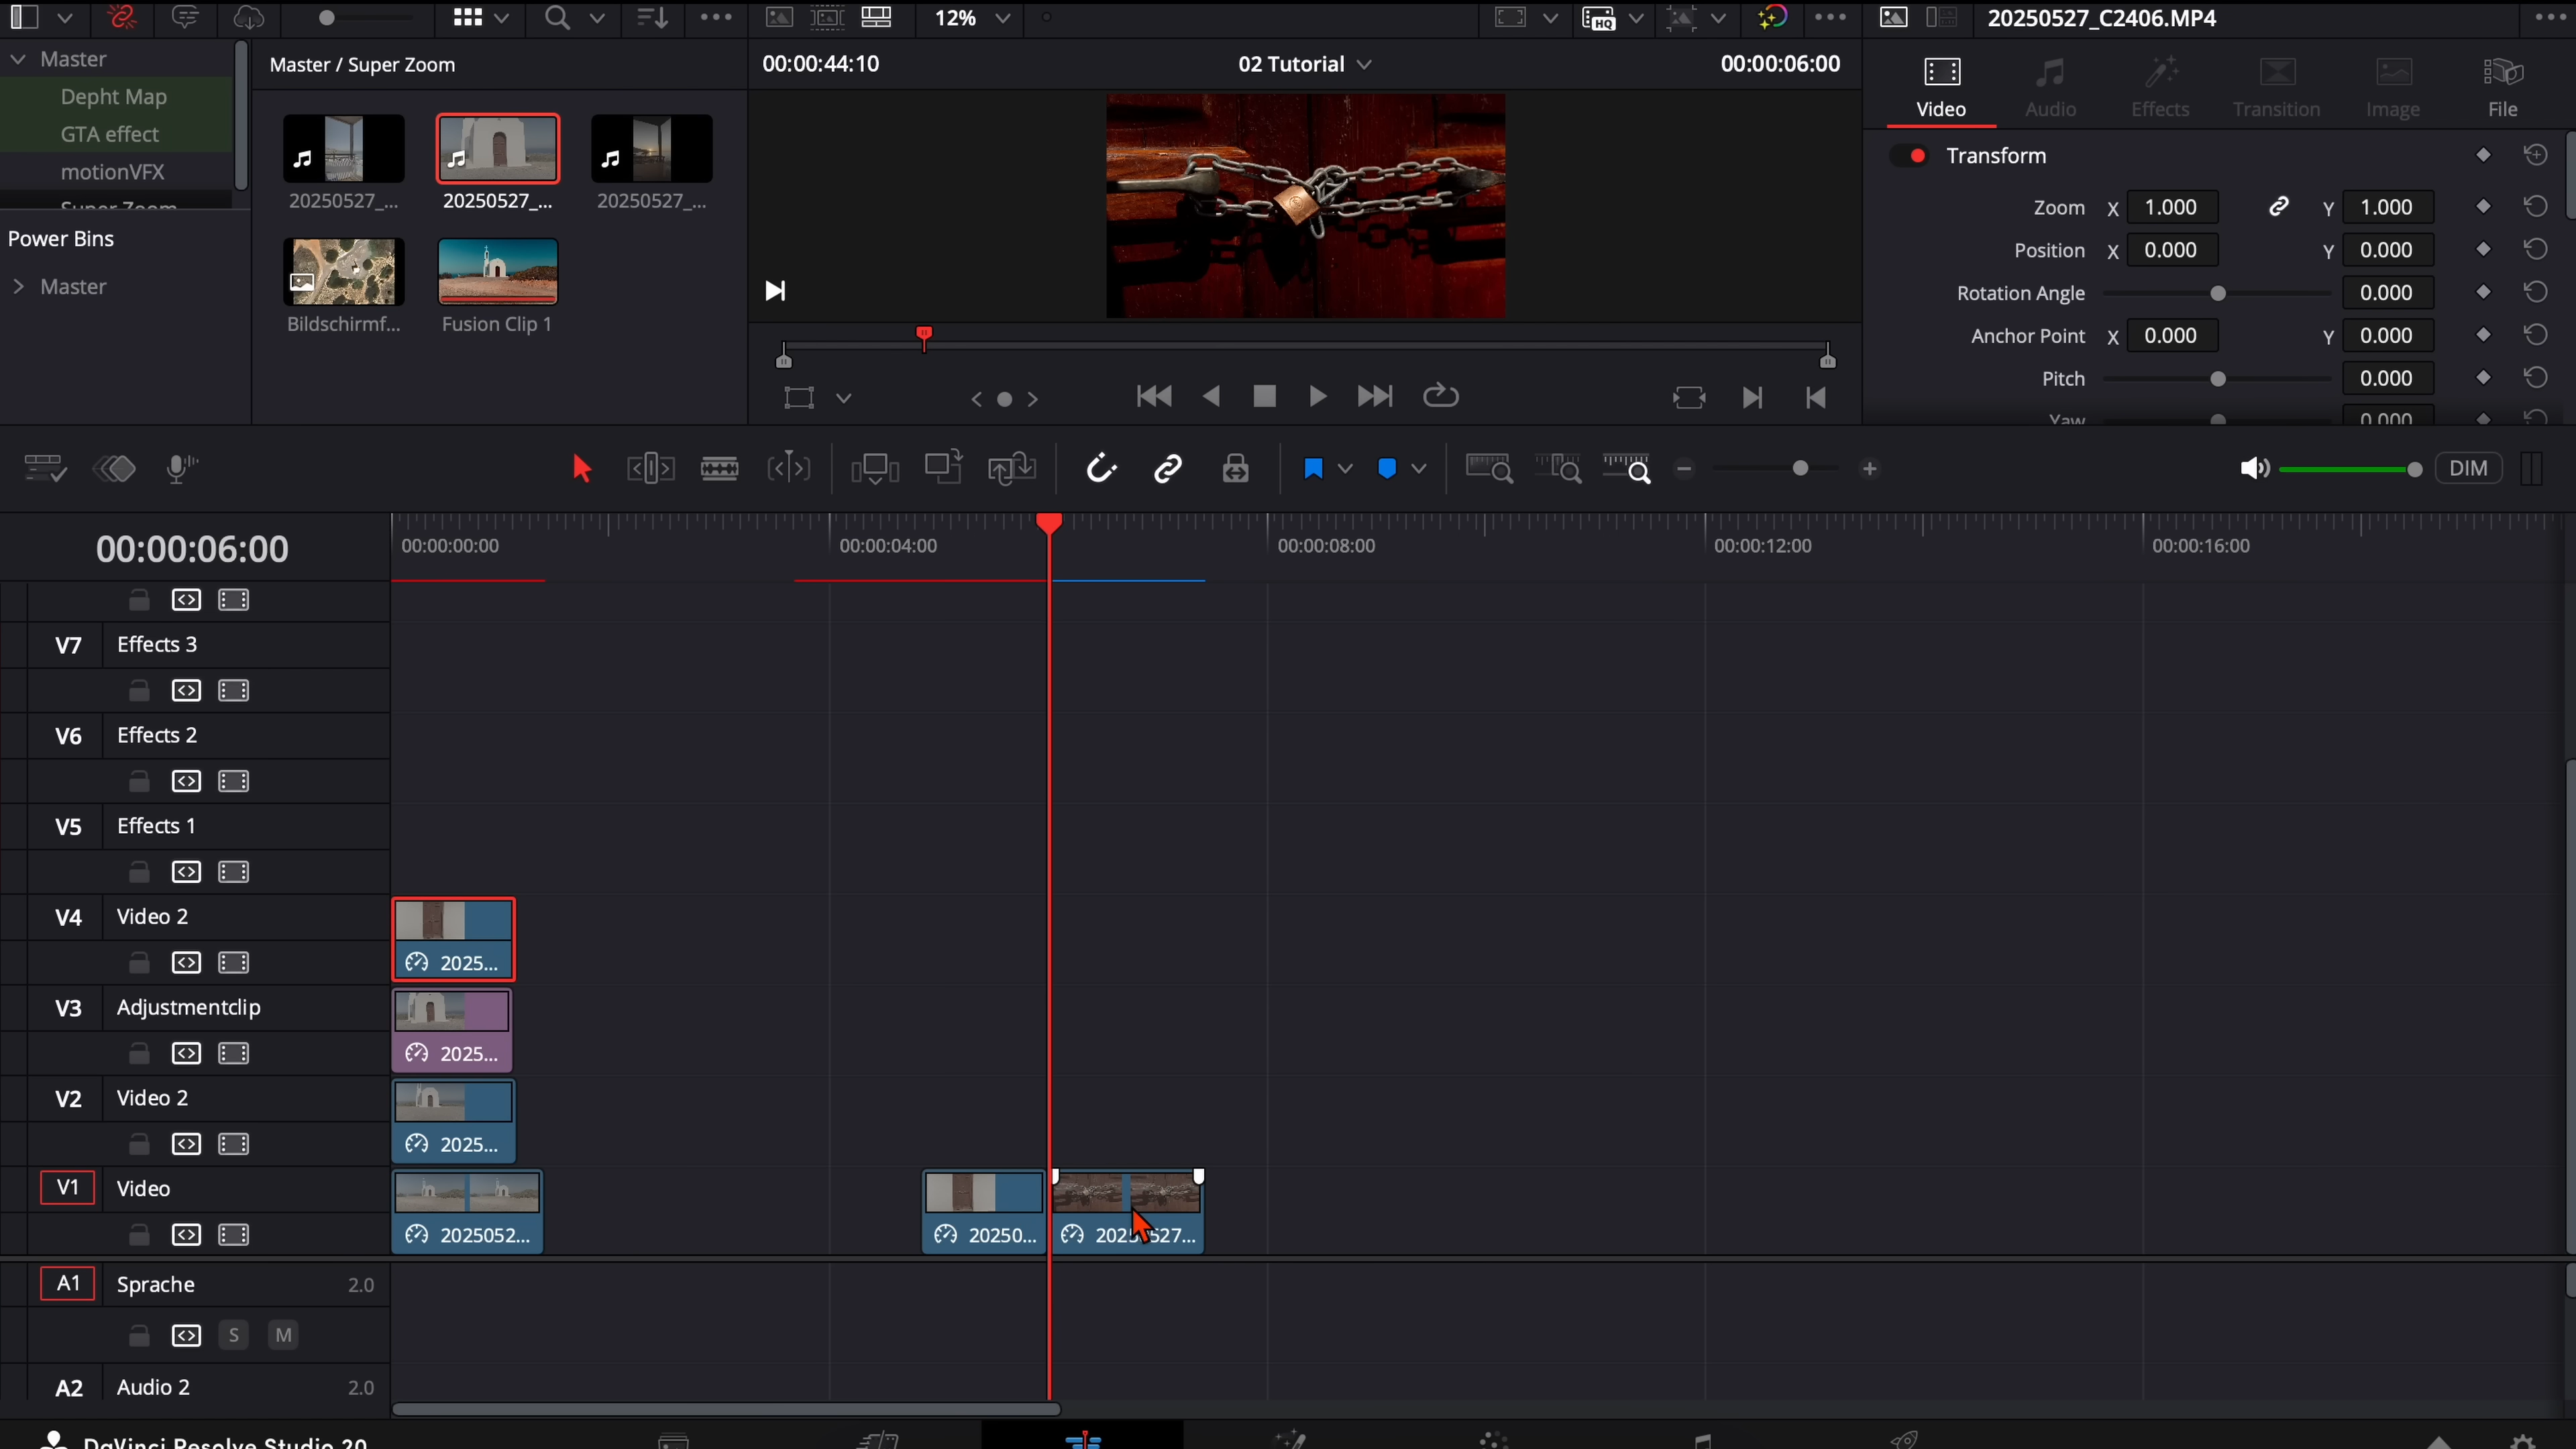 12%
20250527_C2406.MP4
Master
Depht Map
GTA effect
motionVFX
Super Zoom
Power Bins
Master
Master / Super Zoom
20250527_...
20250527_...
20250527_...
Bildschirmf...
Fusion Clip 1
00:00:44:10
02 Tutorial
00:00:06:00
HQ
Video
Audio
Effects
Transition
Image
File
Transform
Zoom X 1.000 Y 1.000
Position X 0.000 Y 0.000
Rotation Angle 0.000
Anchor Point X 0.000 Y 0.000
Pitch 0.000
Yaw 0.000
DIM
00:00:06:00
00:00:00:00
00:00:04:00
00:00:08:00
00:00:12:00
00:00:16:00
V7 Effects 3
V6 Effects 2
V5 Effects 1
V4 Video 2
2025...
V3 Adjustmentclip
2025...
V2 Video 2
2025...
V1 Video
2025052...
20250...
A1 Sprache 2.0
S M
A2 Audio 2 2.0
DaVinci Resolve Studio 20